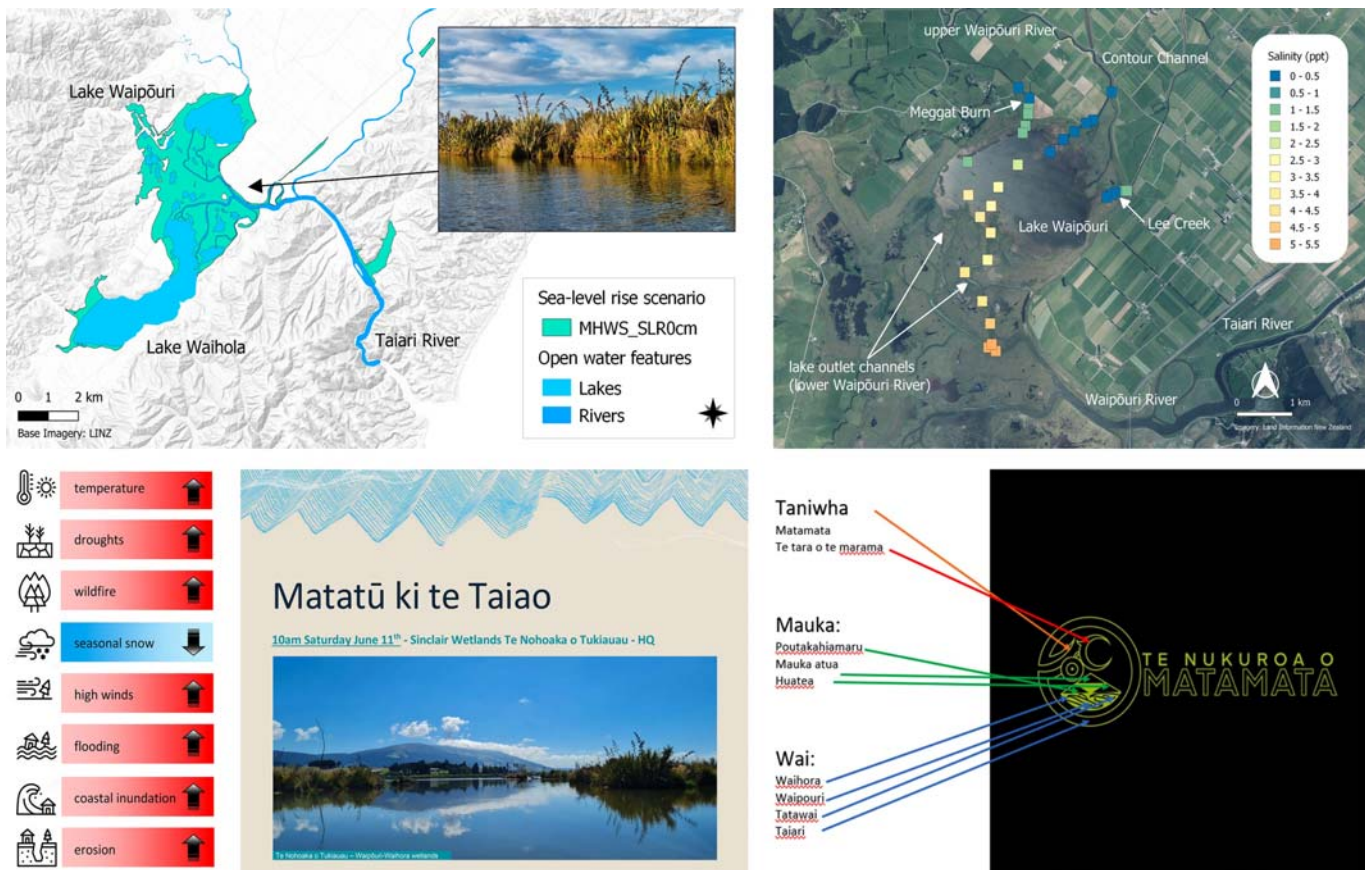 Lake Waipōuri
Lake Waihola
Taiari River
Sea-level rise scenario
MHWS_SLR0cm
Open water features
Lakes
Rivers
0 1 2 km
Base Imagery: LINZ
upper Waipōuri River
Contour Channel
Meggat Burn
Lake Waipōuri
Lee Creek
lake outlet channels
(lower Waipōuri River)
Taiari River
Waipōuri River
Salinity (ppt)
0 - 0.5
0.5 - 1
1 - 1.5
1.5 - 2
2 - 2.5
2.5 - 3
3 - 3.5
3.5 - 4
4 - 4.5
4.5 - 5
5 - 5.5
0 1 km
Imagery: Land Information New Zealand
temperature
droughts
wildfire
seasonal snow
high winds
flooding
coastal inundation
erosion
Matatū ki te Taiao
10am Saturday June 11th - Sinclair Wetlands Te Nohoaka o Tukiauau - HQ
Te Nohoaka o Tukiauau – Waipōuri-Waihora wetlands
Taniwha
Matamata
Te tara o te marama
Mauka:
Poutakahiamaru
Mauka atua
Huatea
Wai:
Waihora
Waipouri
Tatawai
Taiari
TE NUKUROA O
MATAMATA